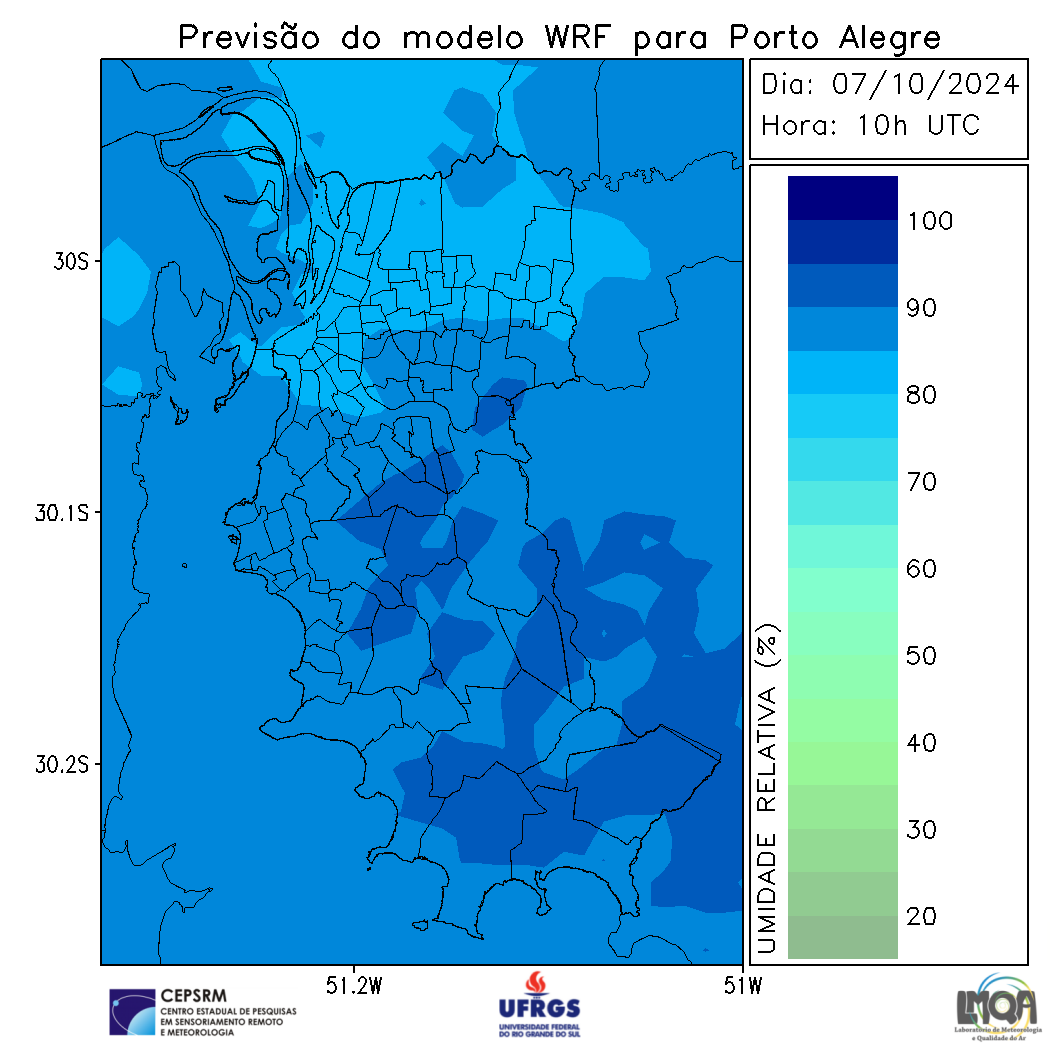 Previsão do modelo WRF para Porto Alegre
Dia: 07/10/2024
Hora: 10h UTC
30S
30.1S
30.2S
51.2W
51W
UMIDADE RELATIVA (%)
100
90
80
70
60
50
40
30
20
CEPSRM
CENTRO ESTADUAL DE PESQUISAS
EM SENSORIAMENTO REMOTO
E METEOROLOGIA
UFRGS
UNIVERSIDADE FEDERAL
DO RIO GRANDE DO SUL
LMQA
Laboratório de Meteorologia
e Qualidade do Ar